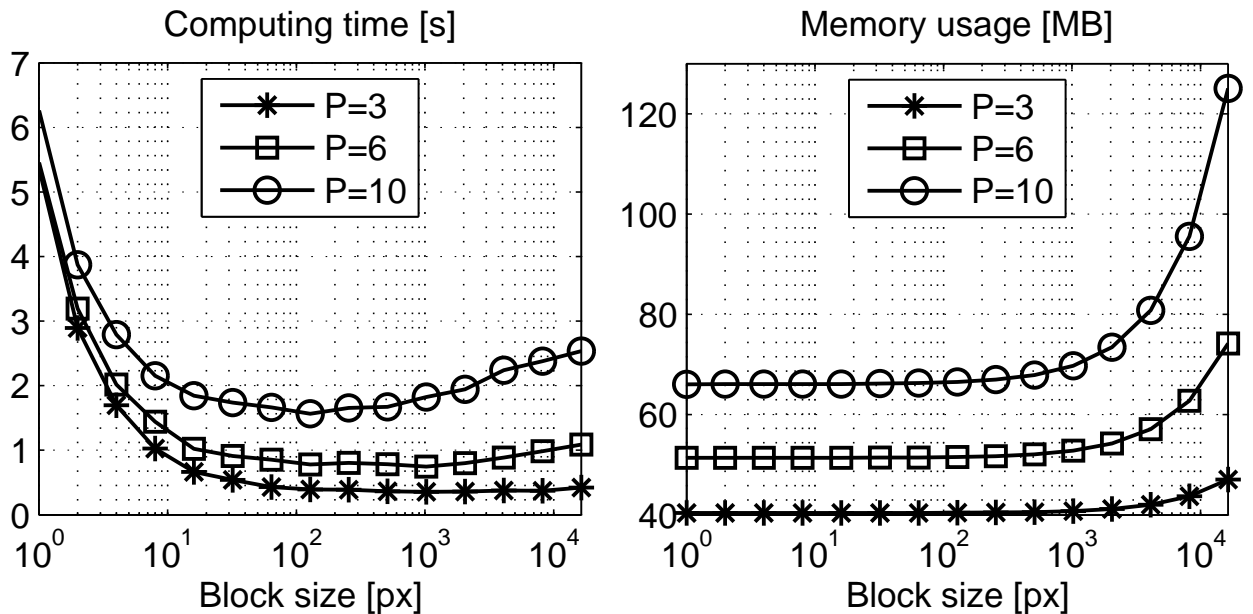 Computing time [s]
7
6
5
4
3
2
1
0
P=3
P=6
P=10
10^0 10^1 10^2 10^3 10^4
Block size [px]
Memory usage [MB]
120
100
80
60
40
P=3
P=6
P=10
10^0 10^1 10^2 10^3 10^4
Block size [px]